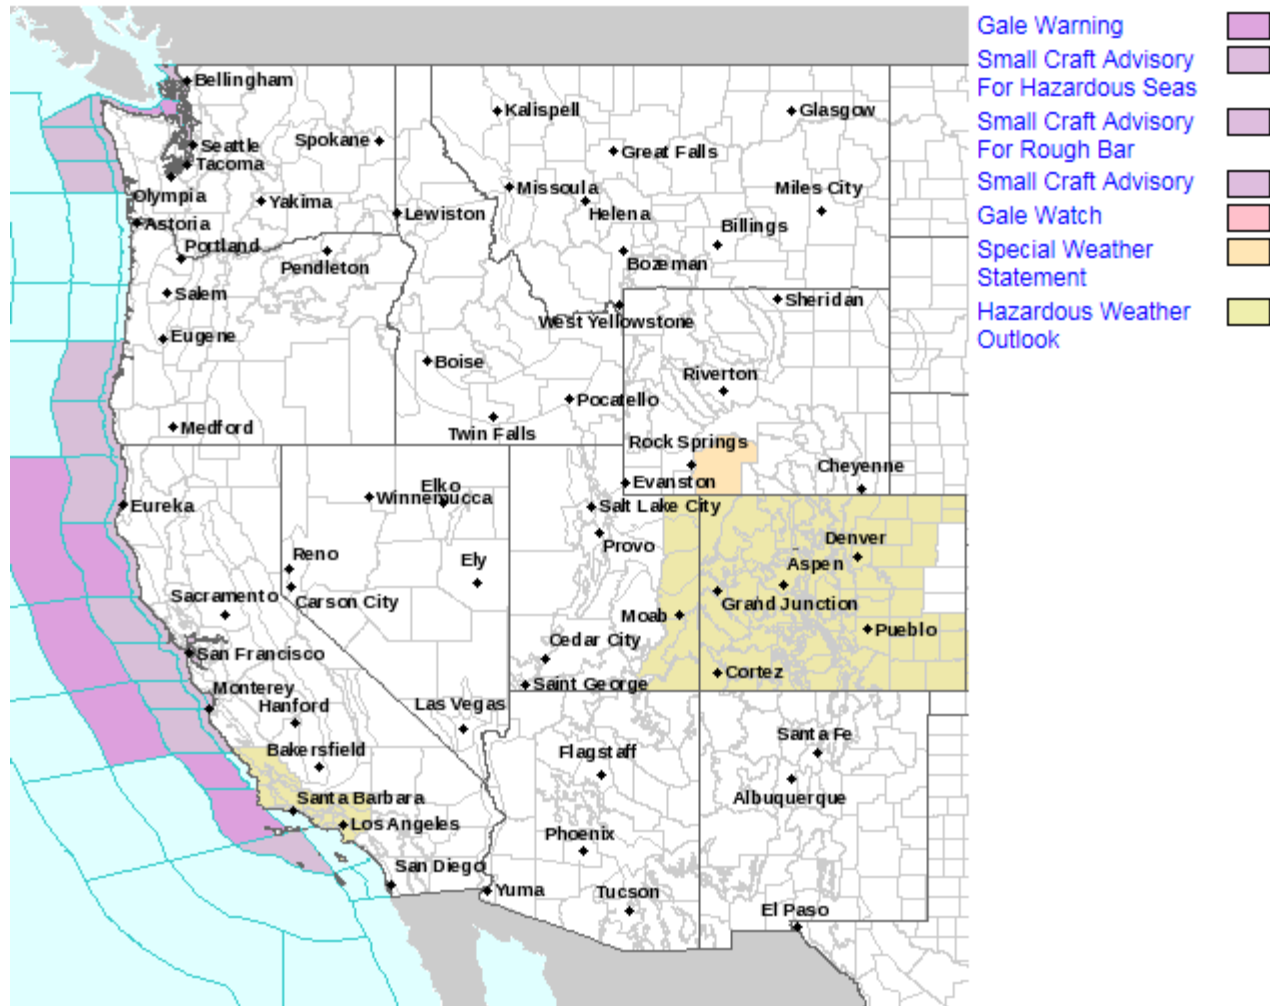 Gale Warning
Small Craft Advisory
For Hazardous Seas
Small Craft Advisory
For Rough Bar
Small Craft Advisory
Gale Watch
Special Weather
Statement
Hazardous Weather
Outlook
Bellingham
Kalispell
Glasgow
Seattle
Spokane
Great Falls
Tacoma
Missoula
Miles City
Olympia
Yakima
Lewiston
Helena
Astoria
Billings
Portland
Pendleton
Bozeman
Salem
Sheridan
West Yellowstone
Eugene
Boise
Riverton
Pocatello
Medford
Twin Falls
Rock Springs
Cheyenne
Elko
Evanston
Winnemucca
Eureka
Salt Lake City
Denver
Provo
Reno
Ely
Aspen
Sacramento
Carson City
Grand Junction
Moab
Pueblo
Cedar City
San Francisco
Cortez
Saint George
Monterey
Hanford
Las Vegas
Santa Fe
Bakersfield
Flagstaff
Santa Barbara
Albuquerque
Los Angeles
Phoenix
San Diego
Yuma
Tucson
El Paso